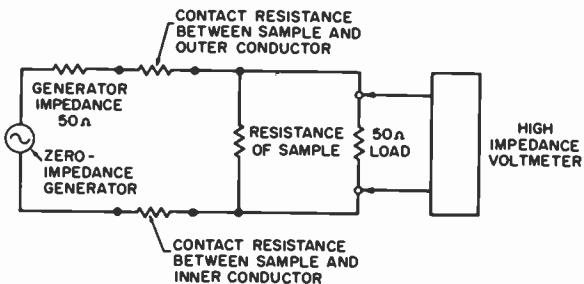 CONTACT RESISTANCE
BETWEEN SAMPLE AND
OUTER CONDUCTOR
GENERATOR
IMPEDANCE
50Ω
ZERO-
IMPEDANCE
GENERATOR
RESISTANCE
OF SAMPLE
50Ω
LOAD
HIGH
IMPEDANCE
VOLTMETER
CONTACT RESISTANCE
BETWEEN SAMPLE AND
INNER CONDUCTOR